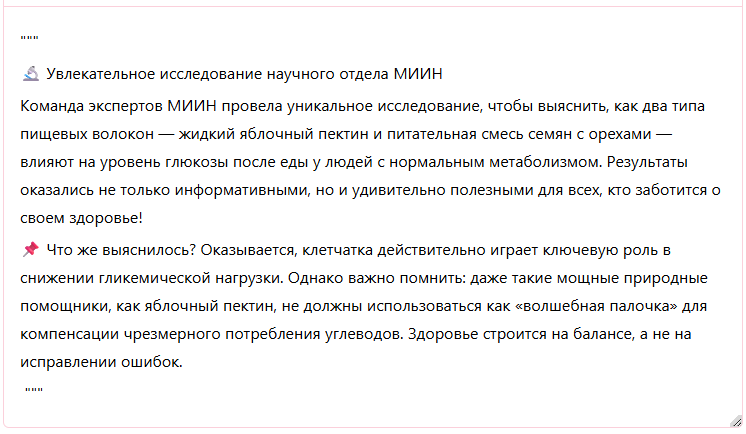 """
🔬 Увлекательное исследование научного отдела МИИН
Команда экспертов МИИН провела уникальное исследование, чтобы выяснить, как два типа
пищевых волокон — жидкий яблочный пектин и питательная смесь семян с орехами —
влияют на уровень глюкозы после еды у людей с нормальным метаболизмом. Результаты
оказались не только информативными, но и удивительно полезными для всех, кто заботится о
своем здоровье!
📌 Что же выяснилось? Оказывается, клетчатка действительно играет ключевую роль в
снижении гликемической нагрузки. Однако важно помнить: даже такие мощные природные
помощники, как яблочный пектин, не должны использоваться как «волшебная палочка» для
компенсации чрезмерного потребления углеводов. Здоровье строится на балансе, а не на
исправлении ошибок.
"""